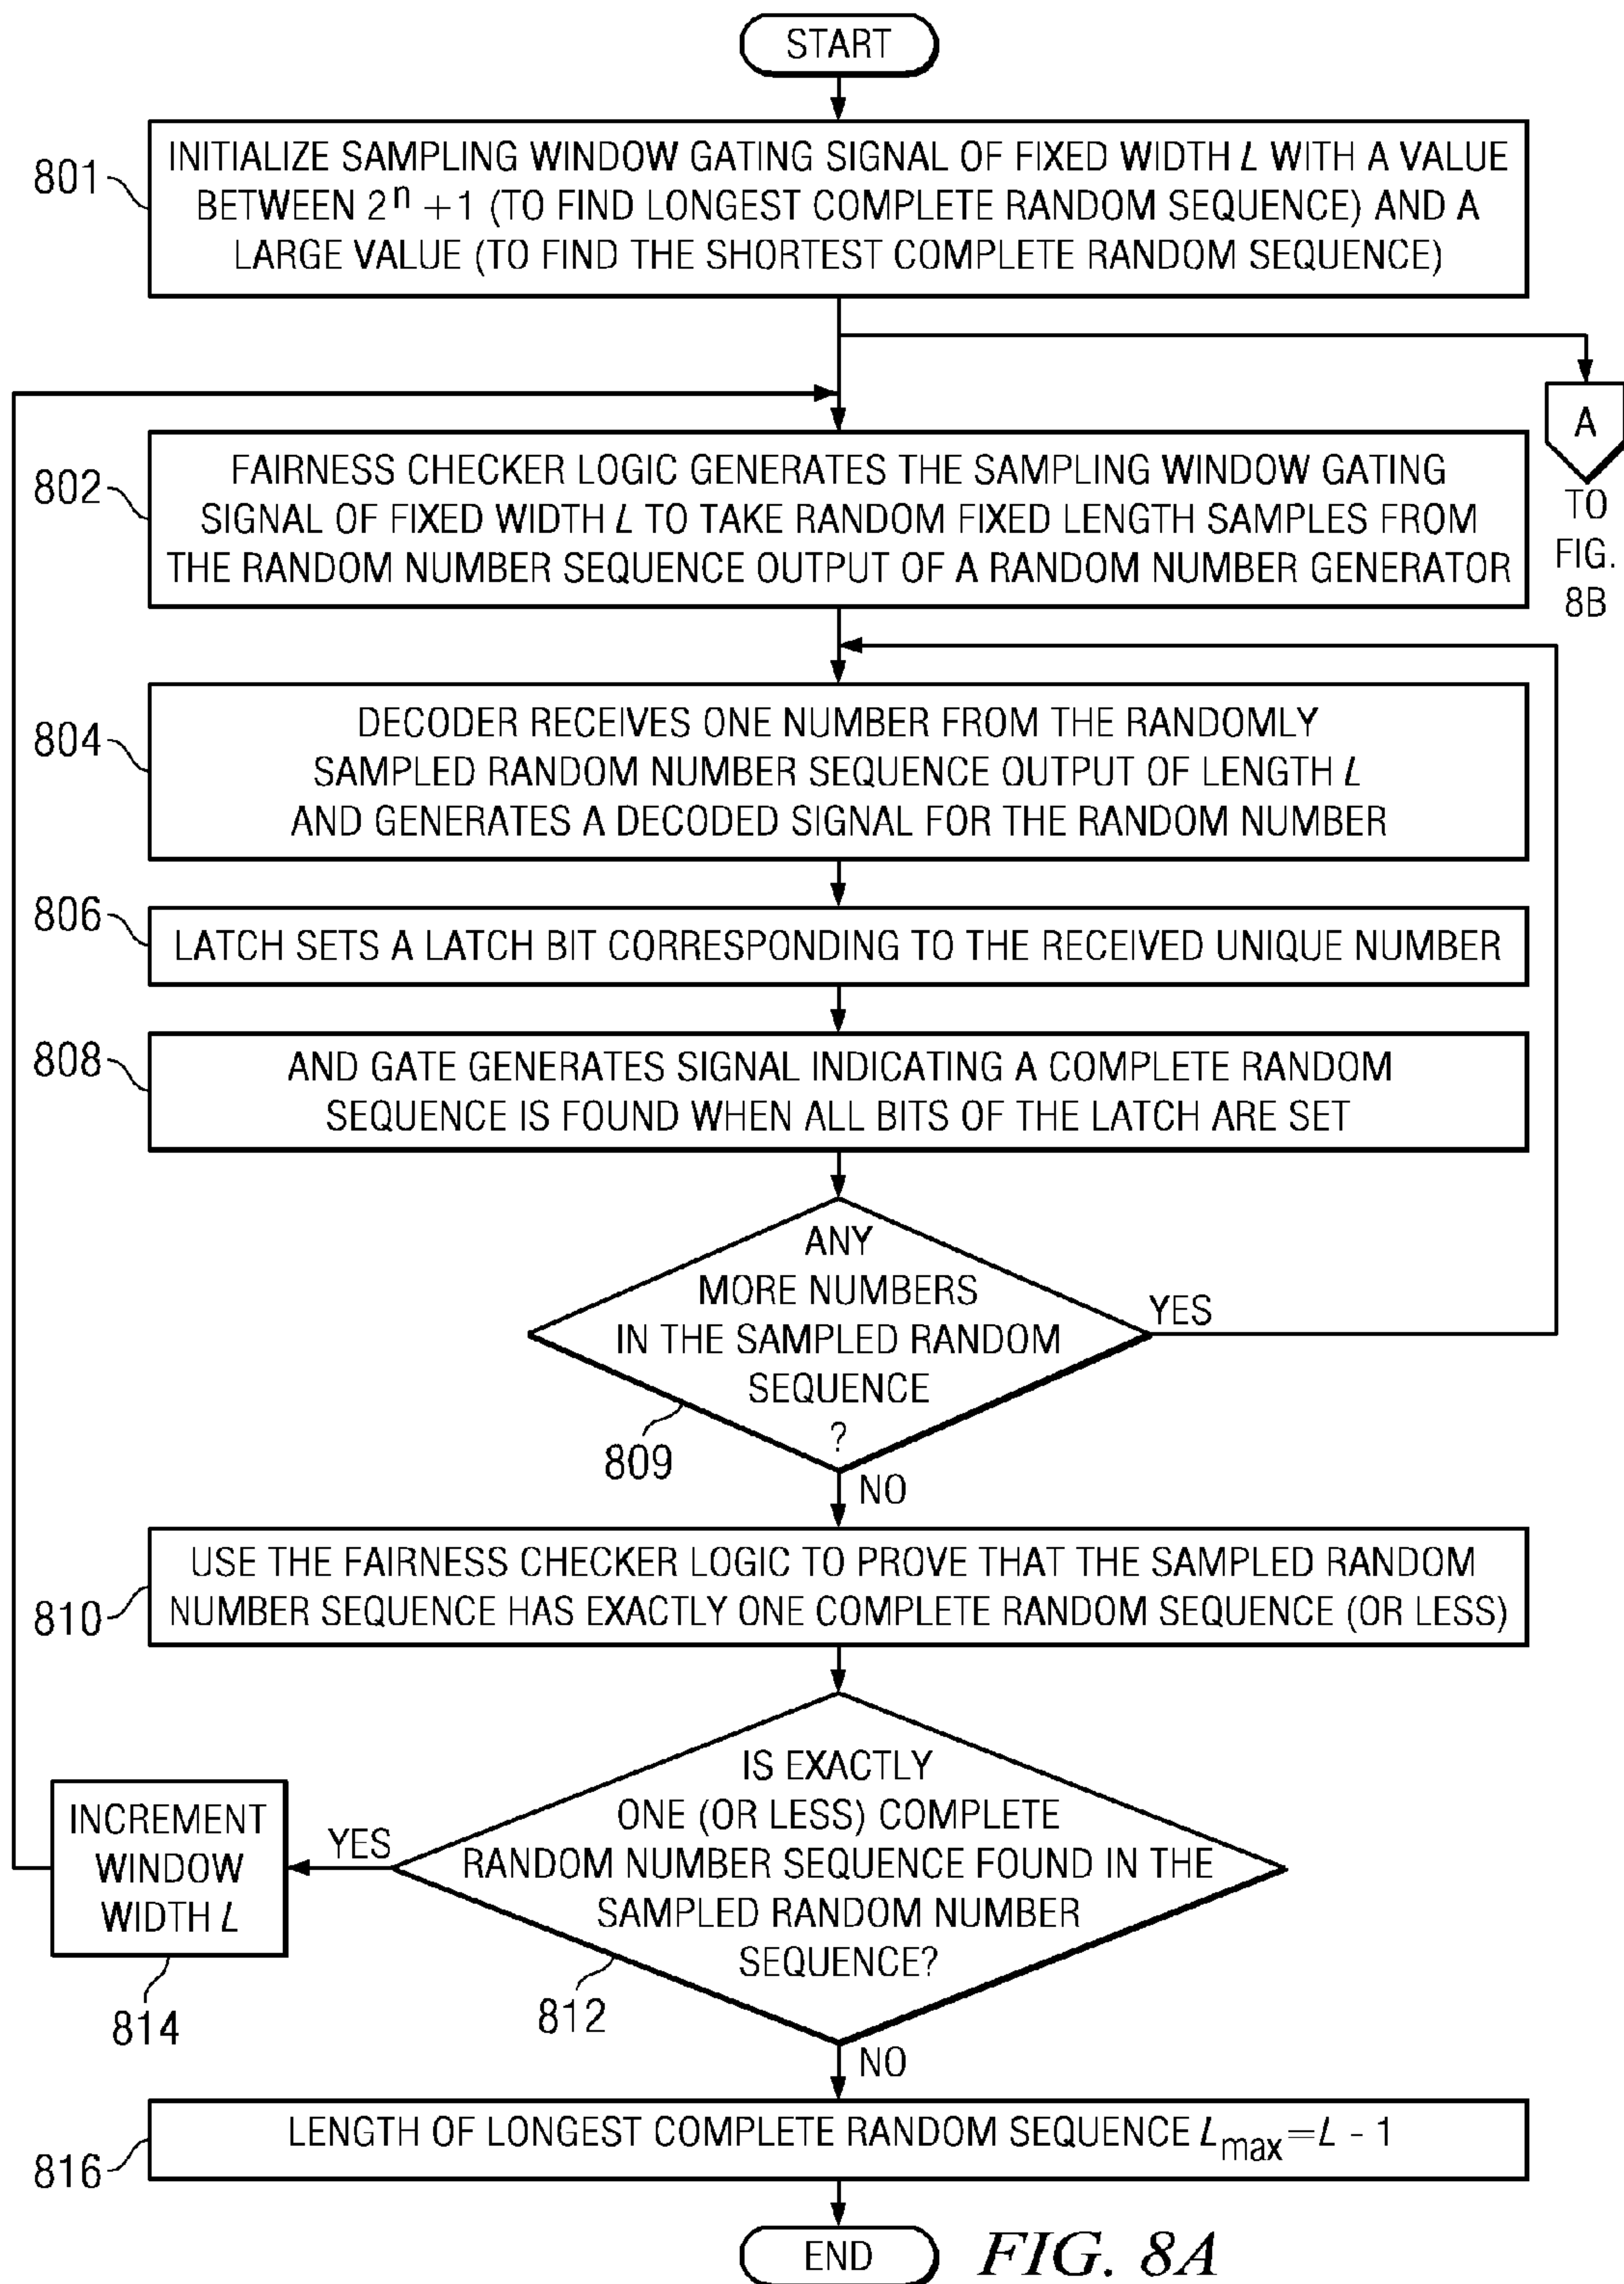 START
801
INITIALIZE SAMPLING WINDOW GATING SIGNAL OF FIXED WIDTH L WITH A VALUE
BETWEEN 2ⁿ +1 (TO FIND LONGEST COMPLETE RANDOM SEQUENCE) AND A
LARGE VALUE (TO FIND THE SHORTEST COMPLETE RANDOM SEQUENCE)
A
TO
FIG.
8B
802
FAIRNESS CHECKER LOGIC GENERATES THE SAMPLING WINDOW GATING
SIGNAL OF FIXED WIDTH L TO TAKE RANDOM FIXED LENGTH SAMPLES FROM
THE RANDOM NUMBER SEQUENCE OUTPUT OF A RANDOM NUMBER GENERATOR
804
DECODER RECEIVES ONE NUMBER FROM THE RANDOMLY
SAMPLED RANDOM NUMBER SEQUENCE OUTPUT OF LENGTH L
AND GENERATES A DECODED SIGNAL FOR THE RANDOM NUMBER
806
LATCH SETS A LATCH BIT CORRESPONDING TO THE RECEIVED UNIQUE NUMBER
808
AND GATE GENERATES SIGNAL INDICATING A COMPLETE RANDOM
SEQUENCE IS FOUND WHEN ALL BITS OF THE LATCH ARE SET
ANY
MORE NUMBERS
IN THE SAMPLED RANDOM
SEQUENCE
?
YES
809
NO
810
USE THE FAIRNESS CHECKER LOGIC TO PROVE THAT THE SAMPLED RANDOM
NUMBER SEQUENCE HAS EXACTLY ONE COMPLETE RANDOM SEQUENCE (OR LESS)
IS EXACTLY
ONE (OR LESS) COMPLETE
RANDOM NUMBER SEQUENCE FOUND IN THE
SAMPLED RANDOM NUMBER
SEQUENCE?
YES
INCREMENT
WINDOW
WIDTH L
814
812
NO
816
LENGTH OF LONGEST COMPLETE RANDOM SEQUENCE Lmax=L - 1
END
FIG. 8A